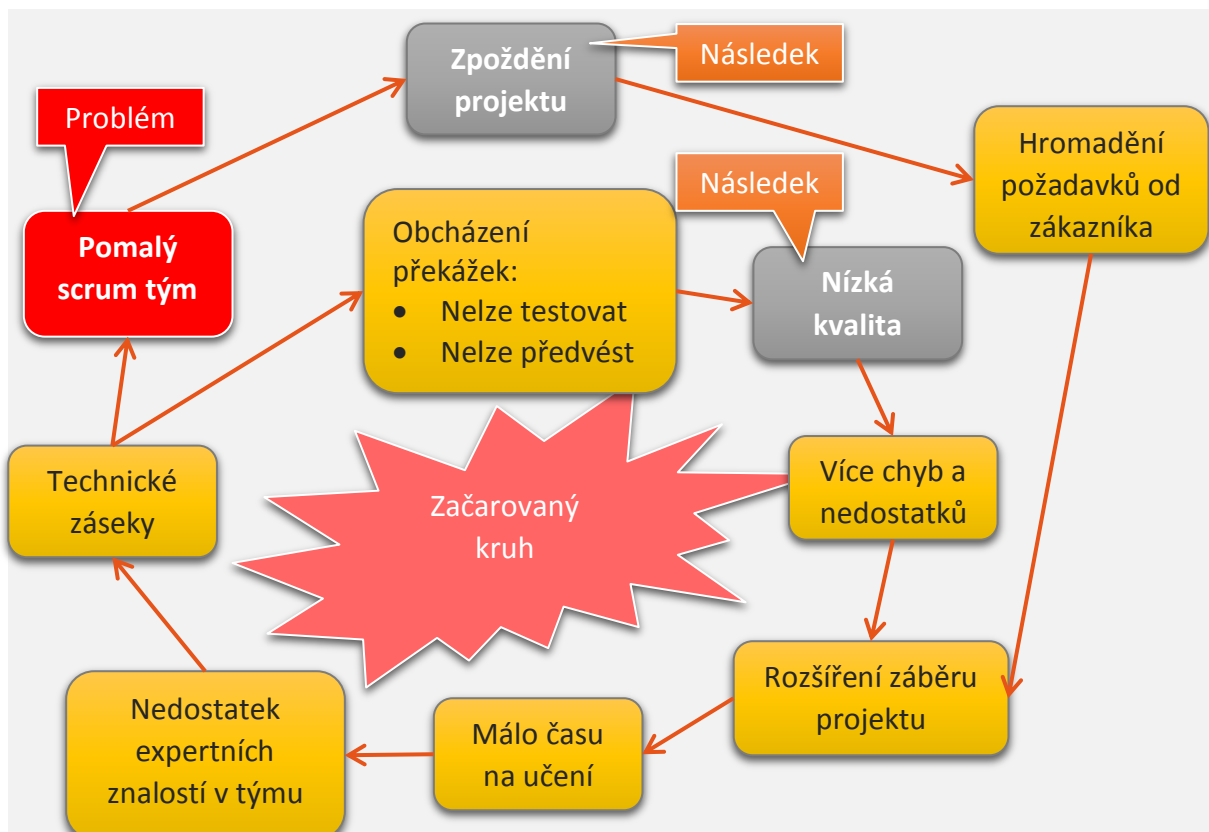 Zpoždění
projektu
Následek
Problém
Hromadění
požadavků od
zákazníka
Následek
Pomalý
scrum tým
Obcházení
překážek:
• Nelze testovat
• Nelze předvést
Nízká
kvalita
Technické
záseky
Začarovaný
kruh
Více chyb a
nedostatků
Rozšíření záběru
projektu
Málo času
na učení
Nedostatek
expertních
znalostí v týmu